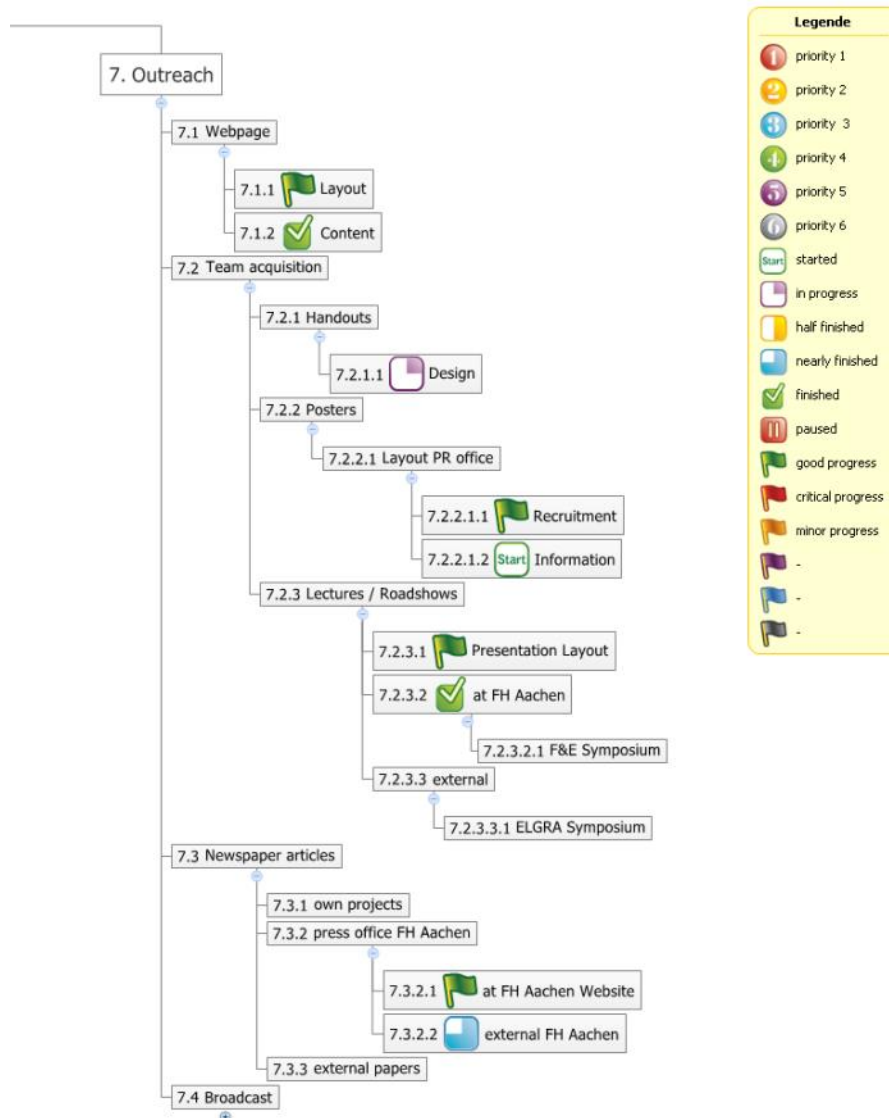 7. Outreach
7.1 Webpage
7.1.1 Layout
7.1.2 Content
7.2 Team acquisition
7.2.1 Handouts
7.2.1.1 Design
7.2.2 Posters
7.2.2.1 Layout PR office
7.2.2.1.1 Recruitment
7.2.2.1.2 Start Information
7.2.3 Lectures / Roadshows
7.2.3.1 Presentation Layout
7.2.3.2 at FH Aachen
7.2.3.2.1 F&E Symposium
7.2.3.3 external
7.2.3.3.1 ELGRA Symposium
7.3 Newspaper articles
7.3.1 own projects
7.3.2 press office FH Aachen
7.3.2.1 at FH Aachen Website
7.3.2.2 external FH Aachen
7.3.3 external papers
7.4 Broadcast
Legende
1 priority 1
2 priority 2
3 priority 3
4 priority 4
5 priority 5
6 priority 6
Start started
in progress
half finished
nearly finished
finished
paused
good progress
critical progress
minor progress
-
-
-